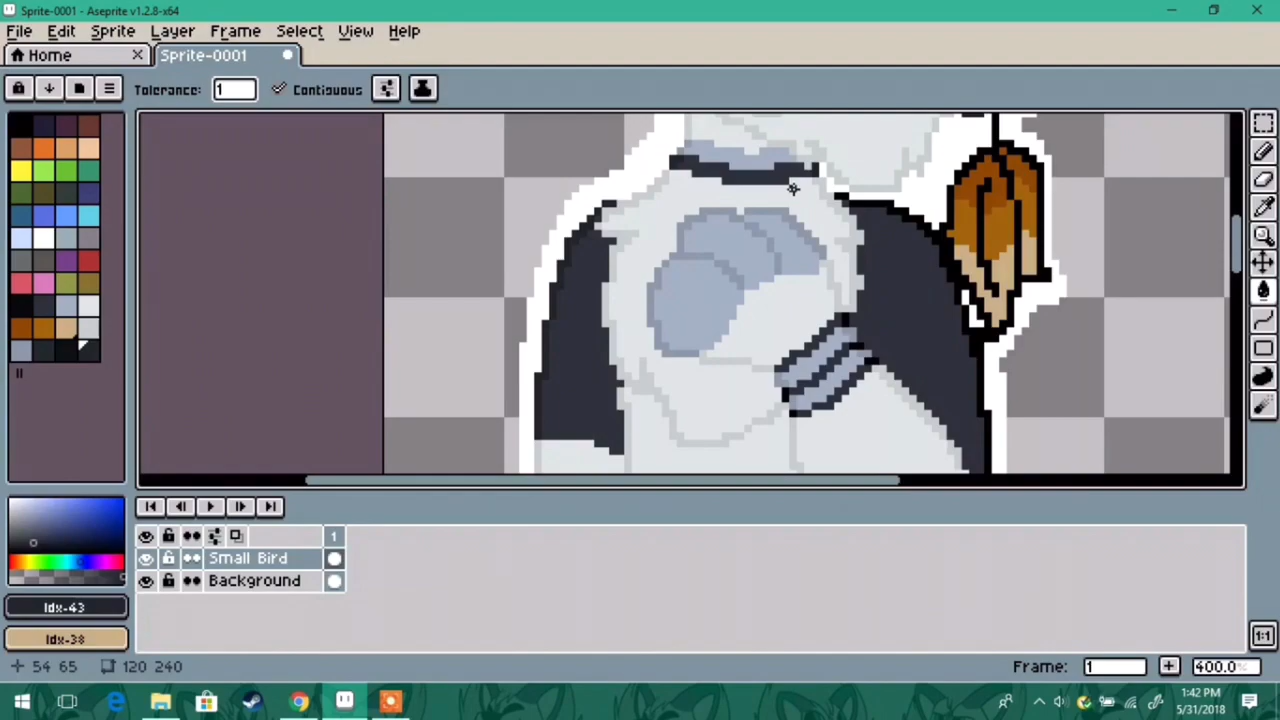 Sprite-0001 - Aseprite v1.2.8-x64
File Edit Sprite Layer Frame Select View Help
Home Sprite-0001
Tolerance: 1 Contiguous
1
Small Bird
Background
Idx-43
Idx-38
54 65 120 240 Frame: 1 400.0%
1:1
1:42 PM
5/31/2018